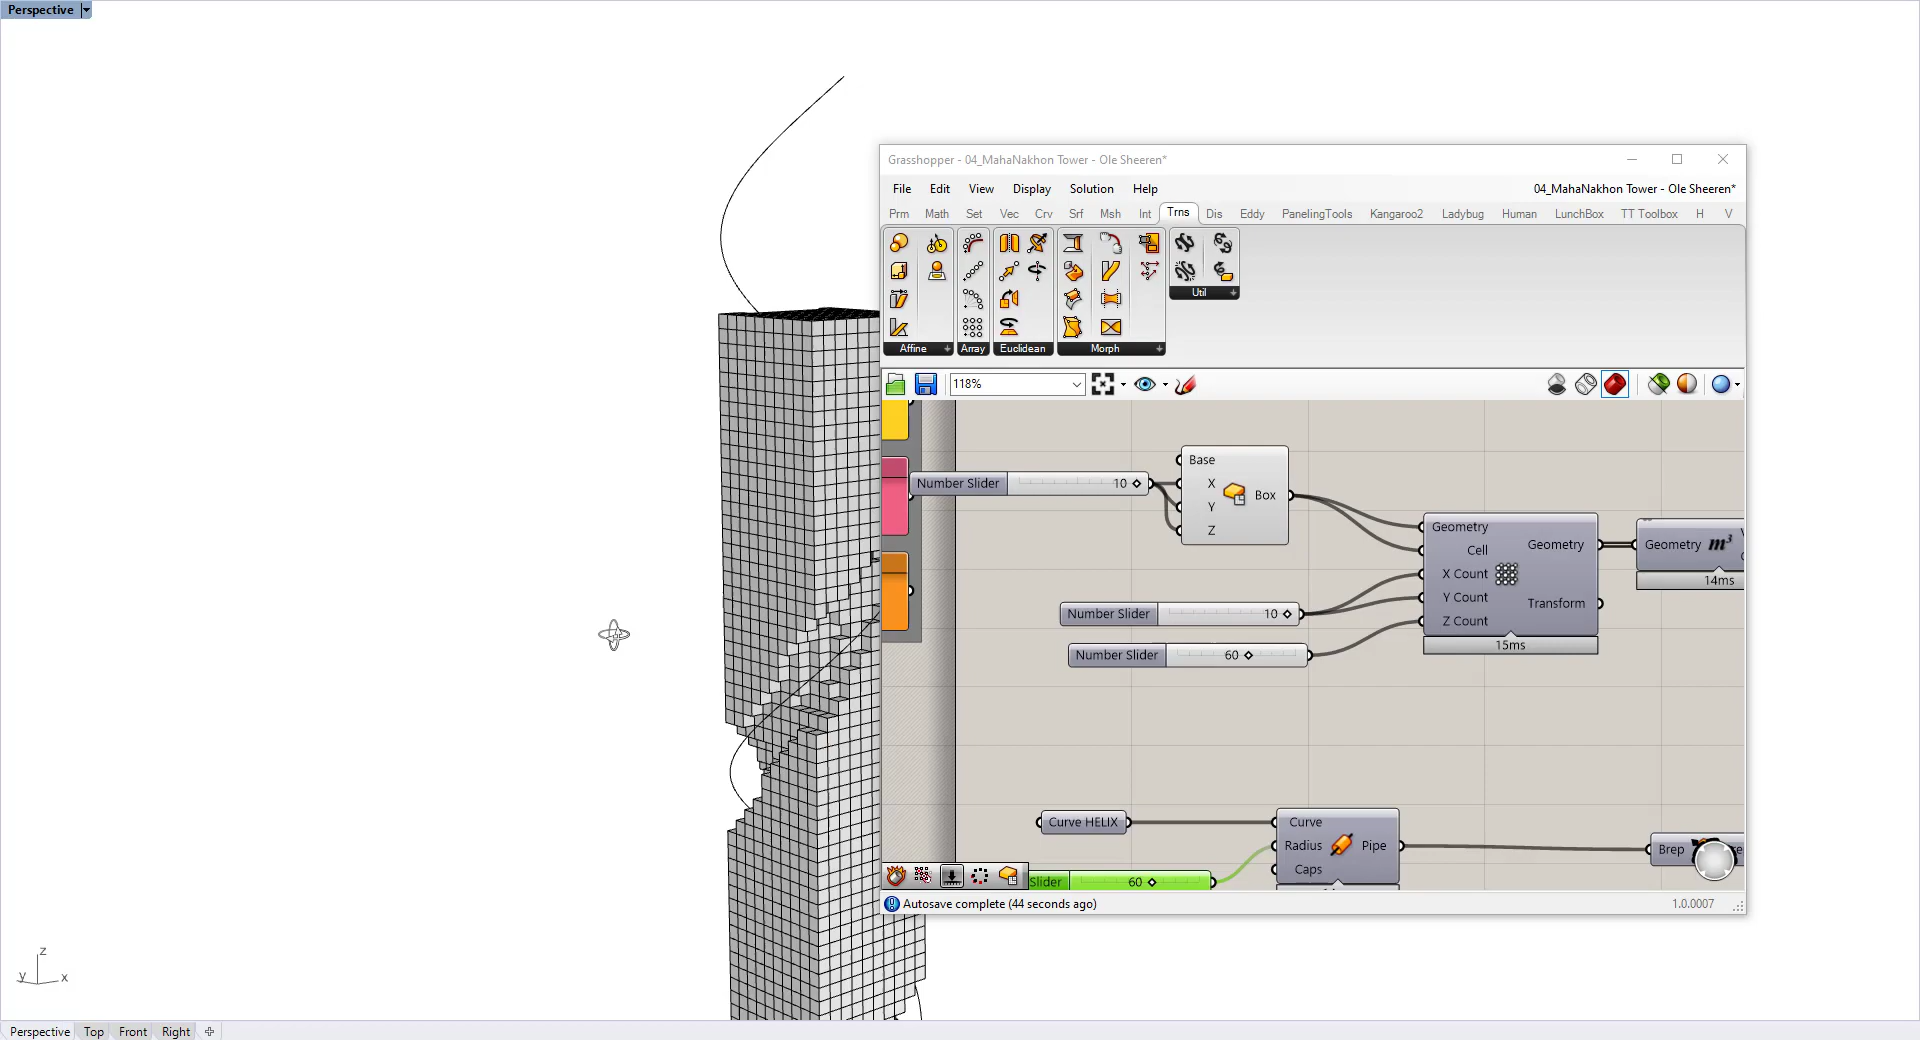 Perspective
Grasshopper - 04_MahaNakhon Tower - Ole Sheeren*
File Edit View Display Solution Help 04_MahaNakhon Tower - Ole Sheeren*
Prm Math Set Vec Crv Srf Msh Int Trns Dis Eddy PanelingTools Kangaroo2 Ladybug Human LunchBox TT Toolbox H V
Affine Array Euclidean Morph Util
118%
Number Slider 10
Base
X
Y
Z
Box
Geometry
Cell
X Count
Y Count
Z Count
Geometry
Transform
15ms
Geometry m³
14ms
Number Slider 10
Number Slider 60
Curve HELIX
Curve
Radius
Caps
Pipe
Brep
Slider 60
Autosave complete (44 seconds ago) 1.0.0007
z
y x
Perspective Top Front Right